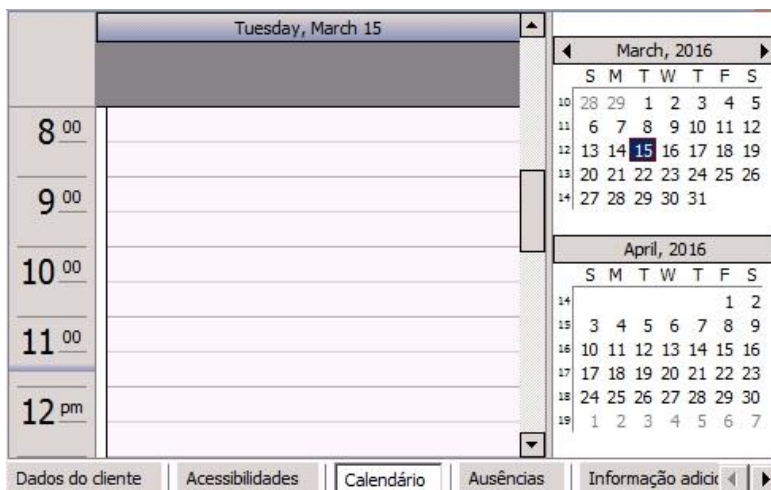 Tuesday, March 15
8 00
9 00
10 00
11 00
12 pm
March, 2016
S M T W T F S
10 28 29 1 2 3 4 5
11 6 7 8 9 10 11 12
12 13 14 15 16 17 18 19
13 20 21 22 23 24 25 26
14 27 28 29 30 31
April, 2016
S M T W T F S
14 1 2
15 3 4 5 6 7 8 9
16 10 11 12 13 14 15 16
17 17 18 19 20 21 22 23
18 24 25 26 27 28 29 30
19 1 2 3 4 5 6 7
Dados do cliente Acessibilidades Calendário Ausências Informação adici